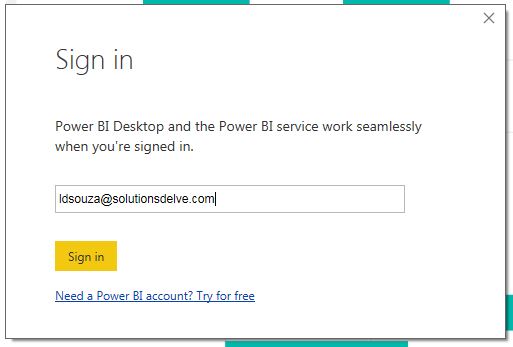 Sign in
Power BI Desktop and the Power BI service work seamlessly
when you're signed in.
ldsouza@solutionsdelve.com
Sign in
Need a Power BI account? Try for free